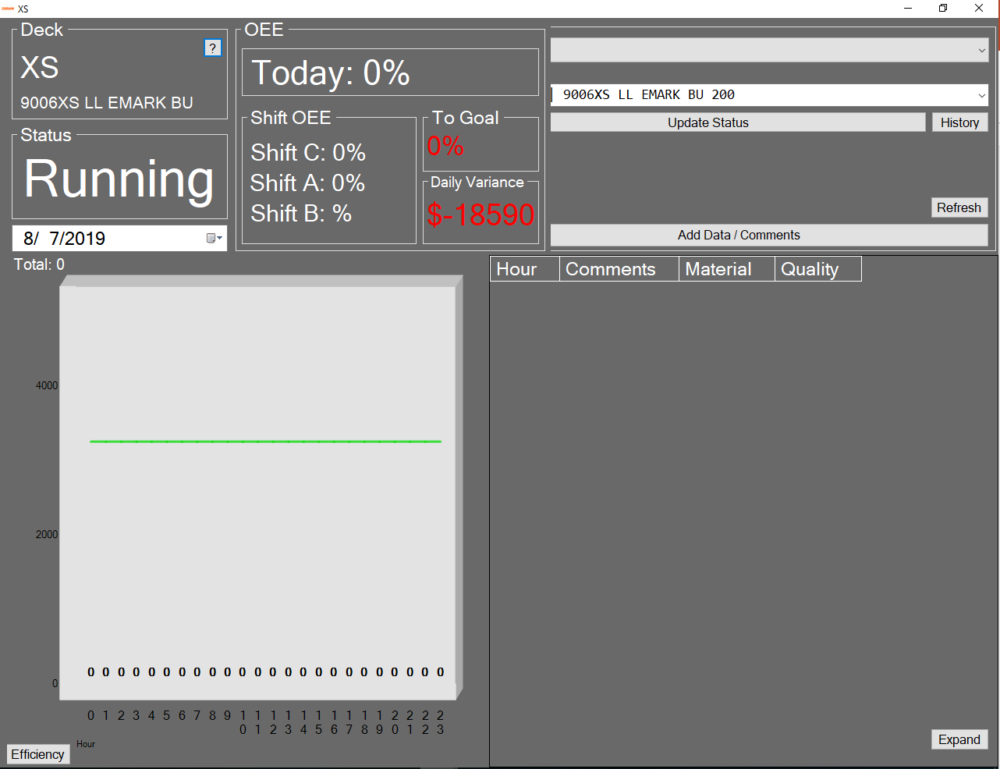 OSRAM XS
Deck
?
XS
9006XS LL EMARK BU
Status
Running
8/ 7/2019
OEE
Today: 0%
Shift OEE
Shift C: 0%
Shift A: 0%
Shift B: %
To Goal
0%
Daily Variance
$-18590
9006XS LL EMARK BU 200
Update Status
History
Refresh
Add Data / Comments
Total: 0
4000
2000
0
0 0 0 0 0 0 0 0 0 0 0 0 0 0 0 0 0 0 0 0 0 0 0 0
0 1 2 3 4 5 6 7 8 9 10 11 12 13 14 15 16 17 18 19 20 21 22 23
Hour
Efficiency
Hour Comments Material Quality
Expand